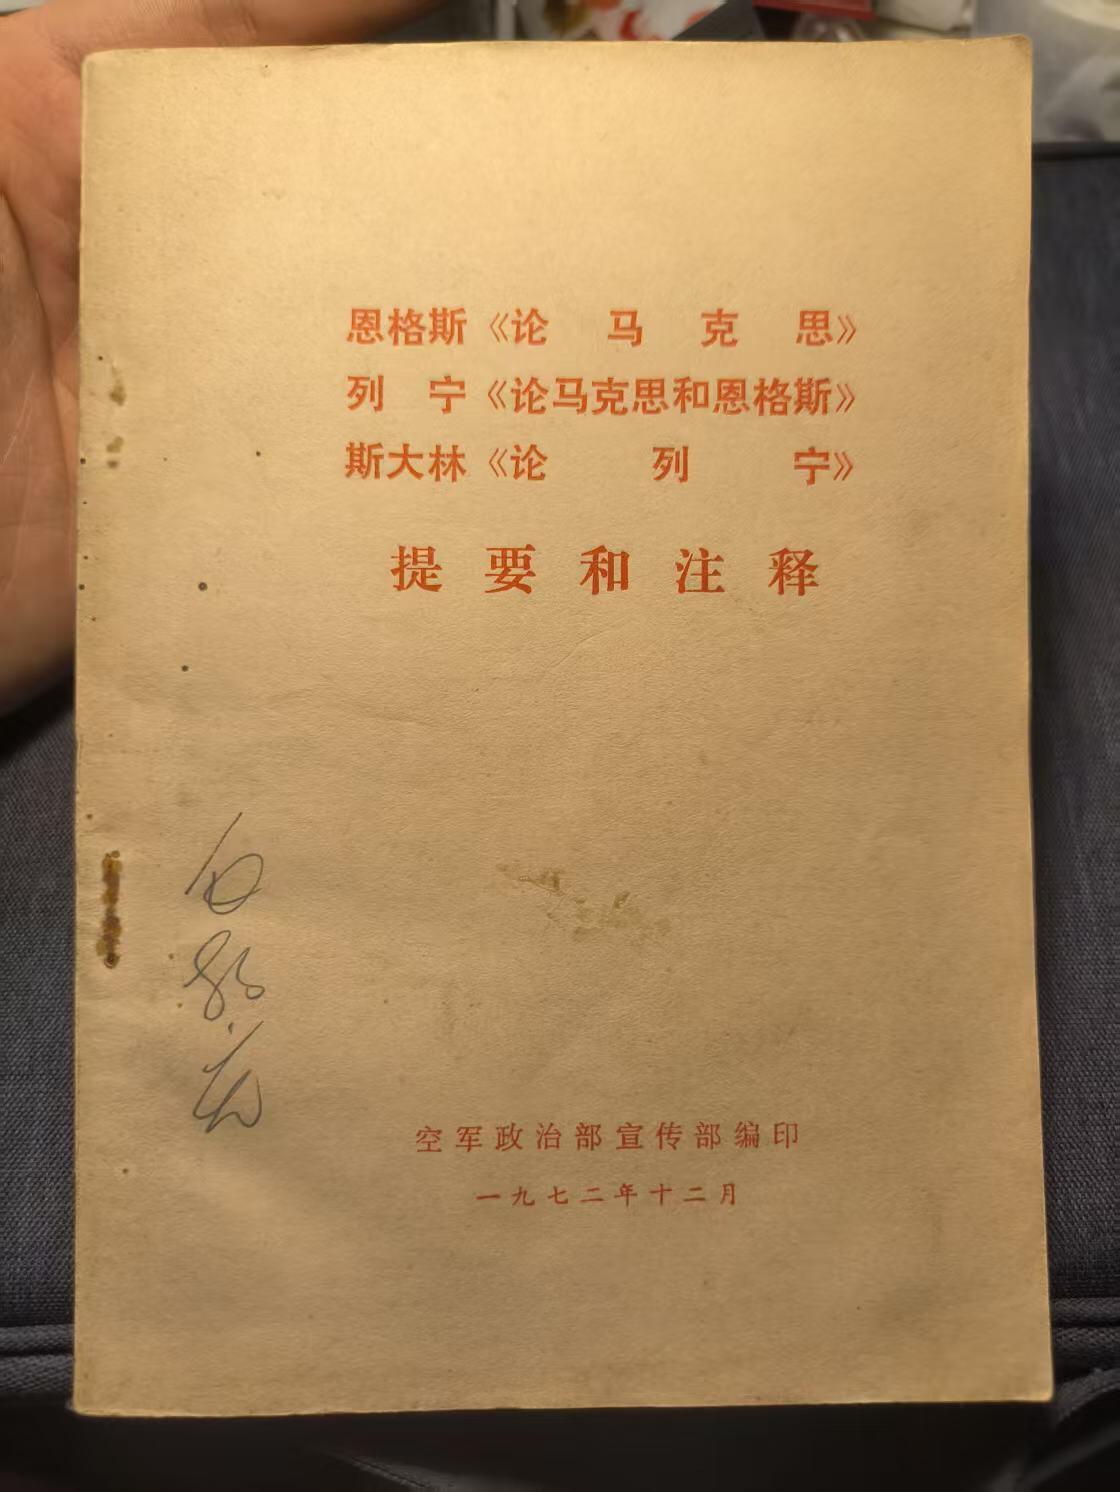 恩格斯《论马克思》
列宁《论马克思和恩格斯》
斯大林《论列宁》
提要和注释
空军政治部宣传部编印
一九七二年十二月